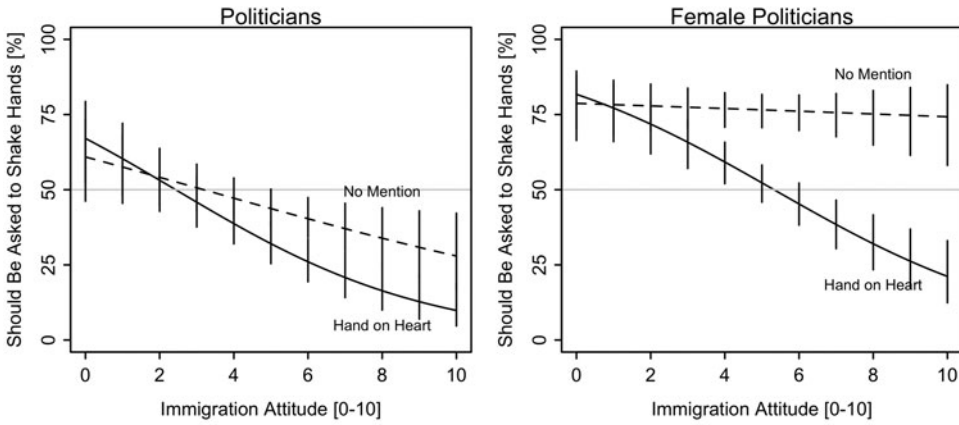 Politicians
Should Be Asked to Shake Hands [%]
100
75
50
25
0
No Mention
Hand on Heart
0 2 4 6 8 10
Immigration Attitude [0-10]
Female Politicians
Should Be Asked to Shake Hands [%]
100
75
50
25
0
No Mention
Hand on Heart
0 2 4 6 8 10
Immigration Attitude [0-10]